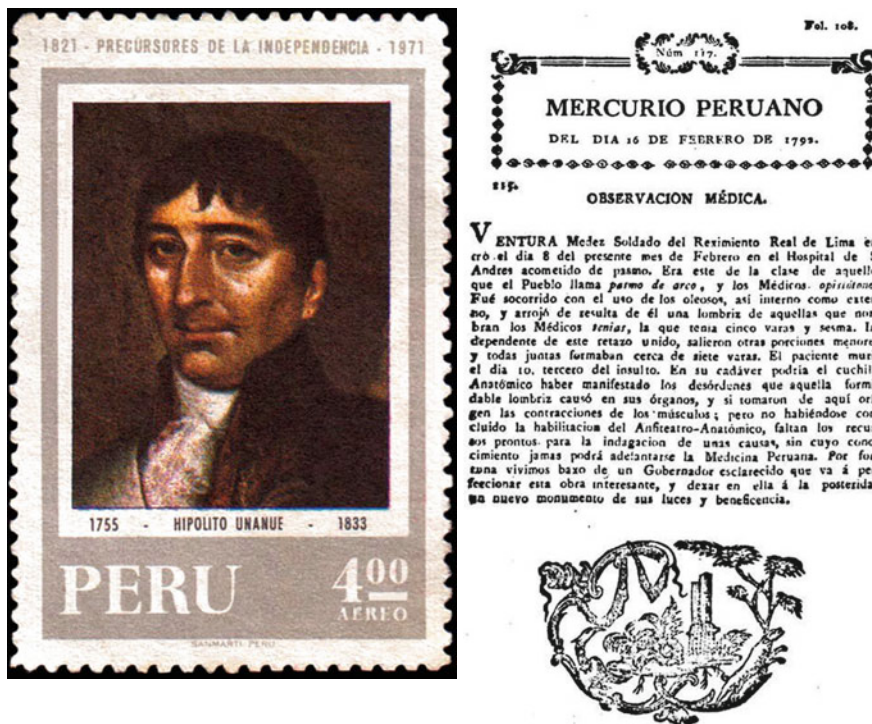 1821 - PRECURSORES DE LA INDEPENDENCIA - 1971
1755 - HIPOLITO UNANUE - 1833
PERU
4.00
AEREO
SANMARTI - PERU
Fol. 108.
Núm 117.
MERCURIO PERUANO
DEL DIA 16 DE FEBRERO DE 1792.
215.
OBSERVACION MÉDICA.
VENTURA Medez Soldado del Reximiento Real de Lima en
tró el dia 8 del presente mes de Febrero en el Hospital de S
Andres acometido de pasmo. Era este de la clase de aquello
que el Pueblo llama pasmo de arco, y los Médicos
Fué socorrido con el uso de los oleosos, asi interno como exter
no, y arrojó de resulta de él una lombriz de aquellas que nom
bran los Médicos tenias, la que tenia cinco varas y sesma. In
dependente de este retazo unido, salieron otras porciones menore
y todas juntas formaban cerca de siete varas. El paciente muri
el dia 10. tercero del insulto. En su cadáver podria el cuchill
Anatómico haber manifestado los desórdenes que aquella formi
dable lombriz causó en sus órganos, y si tomaron de aquí ori
gen las contracciones de los músculos; pero no habiéndose con
cluido la habilitacion del Anfiteatro-Anatómico, faltan los recur
sos prontos para la indagacion de unas causas, sin cuyo cono
cimiento jamas podrá adelantarse la Medicina Peruana. Por for
tuna vivimos baxo de un Gobernador esclarecido que va á per
feccionar esta obra interesante, y dexar en ella á la posterida
un nuevo monumento de sus luces y beneficencia.